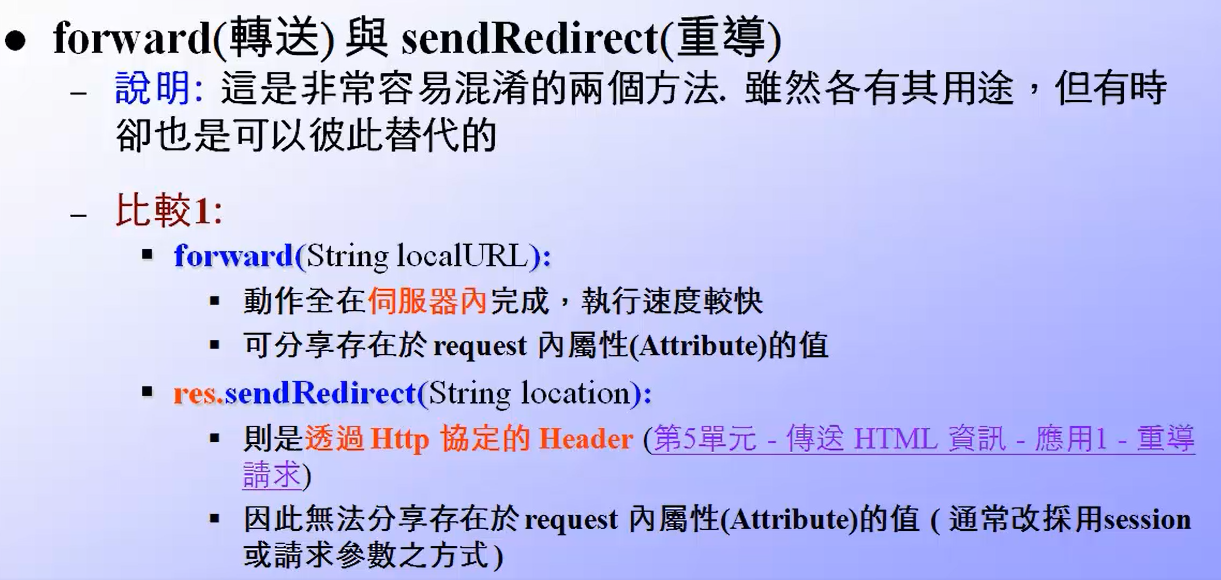 ● forward(轉送) 與 sendRedirect(重導)
– 說明: 這是非常容易混淆的兩個方法. 雖然各有其用途，但有時
卻也是可以彼此替代的
– 比較1:
▪ forward(String localURL):
▪ 動作全在伺服器內完成，執行速度較快
▪ 可分享存在於 request 內屬性(Attribute)的值
▪ res.sendRedirect(String location):
▪ 則是透過 Http 協定的 Header (第5單元 - 傳送 HTML 資訊 - 應用1 - 重導
請求)
▪ 因此無法分享存在於 request 內屬性(Attribute)的值 ( 通常改採用session
或請求參數之方式 )